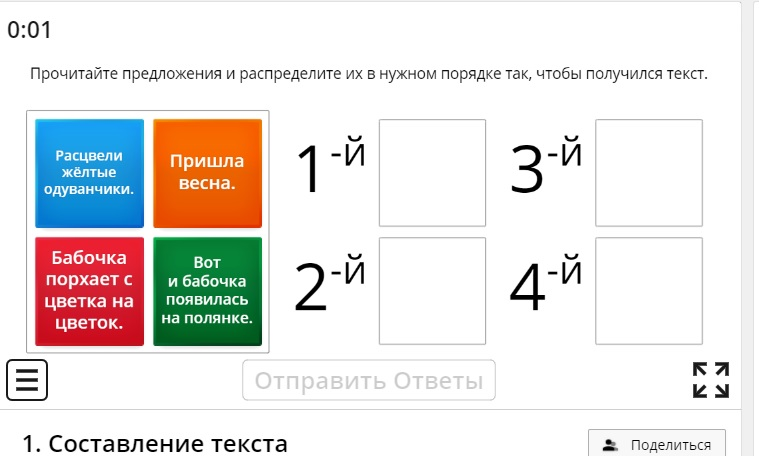 0:01
Прочитайте предложения и распределите их в нужном порядке так, чтобы получился текст.
Расцвели
жёлтые
одуванчики.
Пришла
весна.
Бабочка
порхает с
цветка на
цветок.
Вот
и бабочка
появилась
на полянке.
1-й
3-й
2-й
4-й
Отправить Ответы
1. Составление текста
Поделиться